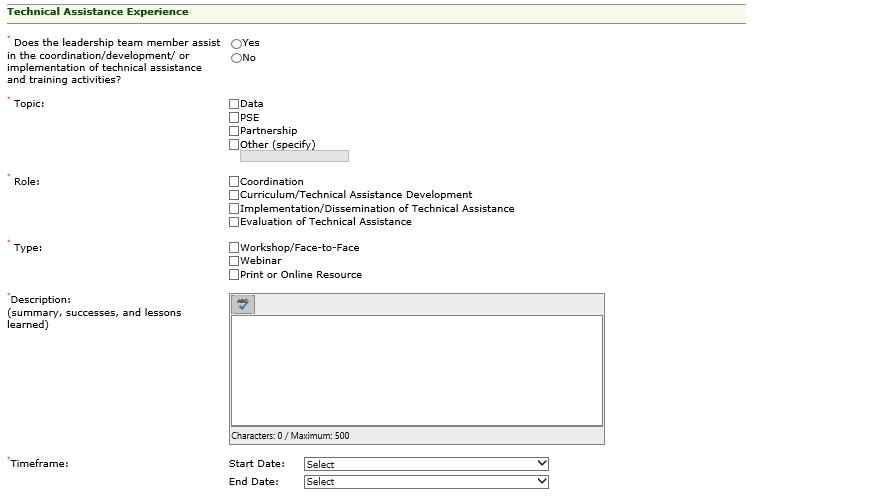 Technical Assistance Experience
* Does the leadership team member assist
in the coordination/development/ or
implementation of technical assistance
and training activities?
Yes
No
* Topic:
Data
PSE
Partnership
Other (specify)
* Role:
Coordination
Curriculum/Technical Assistance Development
Implementation/Dissemination of Technical Assistance
Evaluation of Technical Assistance
* Type:
Workshop/Face-to-Face
Webinar
Print or Online Resource
*Description:
(summary, successes, and lessons
learned)
ABC
Characters: 0 / Maximum: 500
*Timeframe:
Start Date: Select
End Date: Select